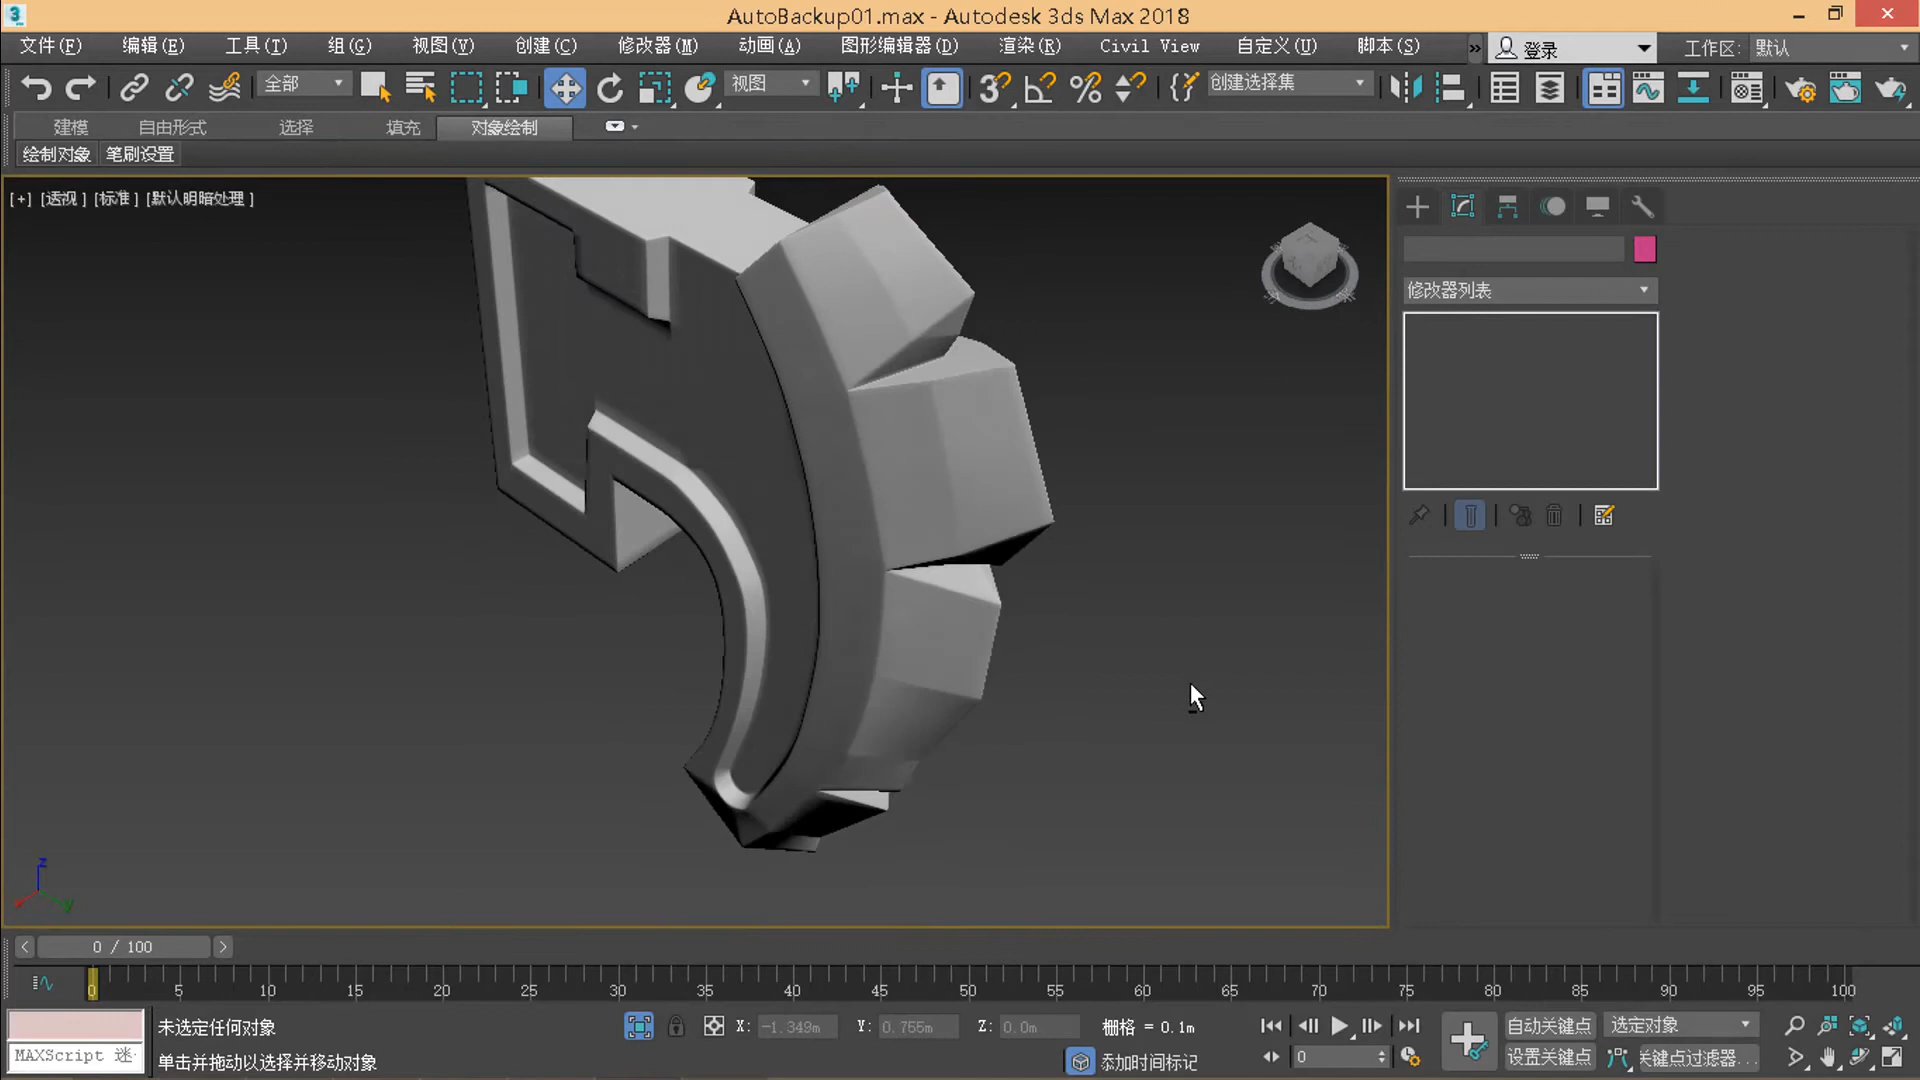 AutoBackup01.max - Autodesk 3ds Max 2018
文件(F) 编辑(E) 工具(T) 组(G) 视图(V) 创建(C) 修改器(M) 动画(A) 图形编辑器(D) 渲染(R) Civil View 自定义(U) 脚本(S) » 登录 工作区: 默认
全部 视图 创建选择集
建模 自由形式 选择 填充 对象绘制
绘制对象 笔刷设置
[+] [透视] [标准] [默认明暗处理]
修改器列表
z
x y
< 0 / 100 >
0 5 10 15 20 25 30 35 40 45 50 55 60 65 70 75 80 85 90 95 100
未选定任何对象 X: -1.349m Y: 0.755m Z: 0.0m 栅格 = 0.1m 自动关键点 选定对象
MAXScript 迷 单击并拖动以选择并移动对象 添加时间标记 0 设置关键点 关键点过滤器...